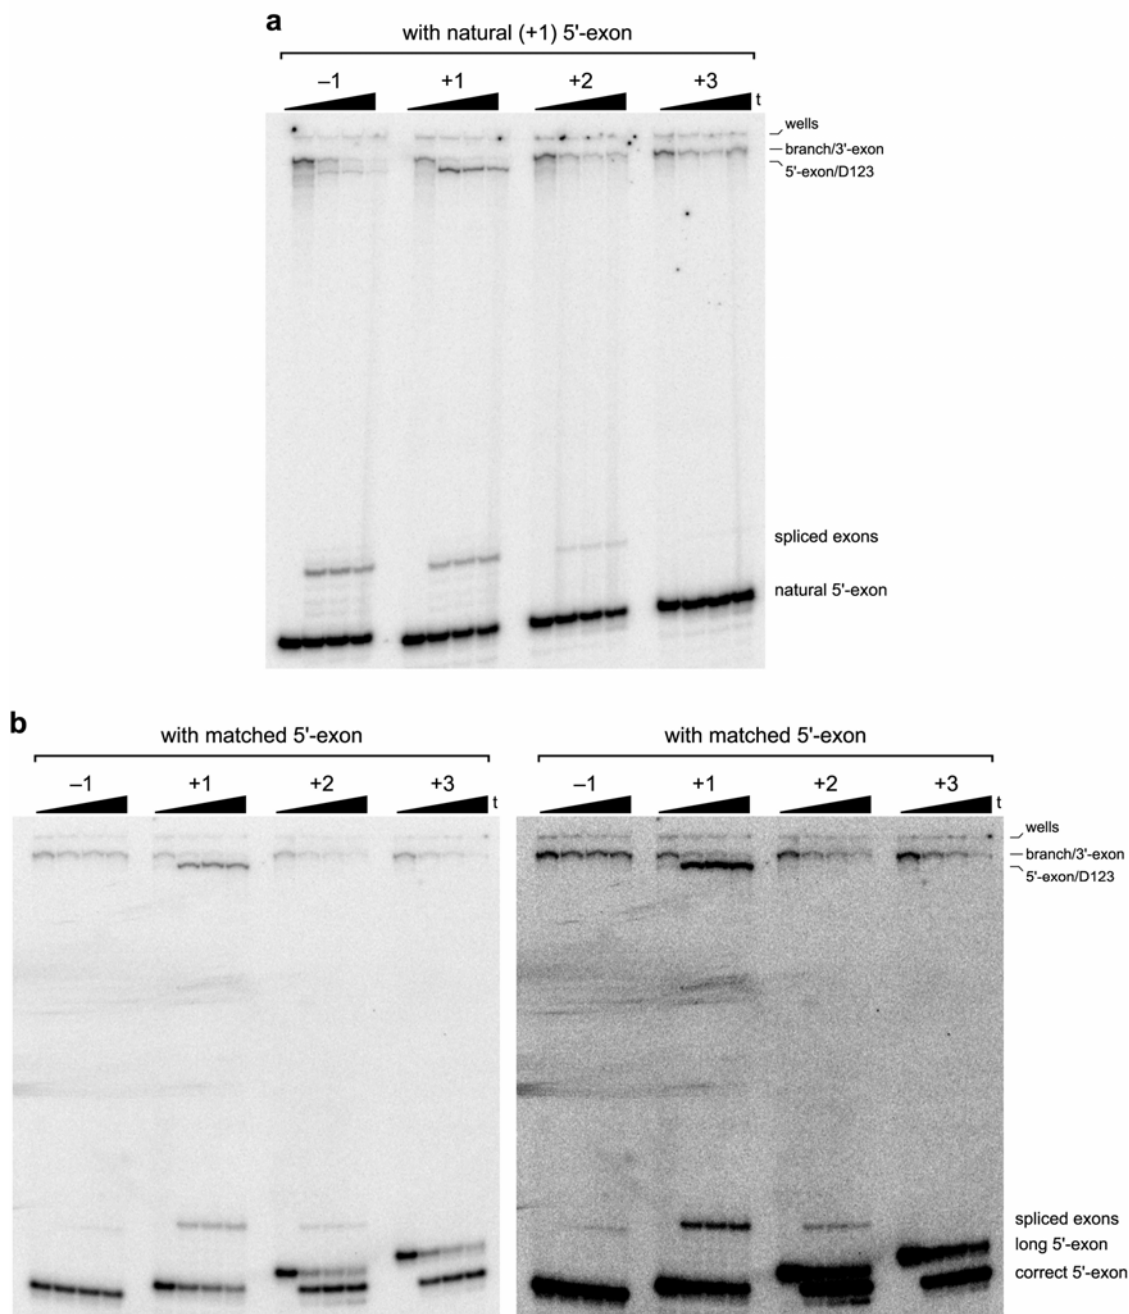 a
with natural (+1) 5'-exon
–1 +1 +2 +3
t
wells
branch/3'-exon
5'-exon/D123
spliced exons
natural 5'-exon
b
with matched 5'-exon with matched 5'-exon
–1 +1 +2 +3 –1 +1 +2 +3
t t
wells
branch/3'-exon
5'-exon/D123
spliced exons
long 5'-exon
correct 5'-exon